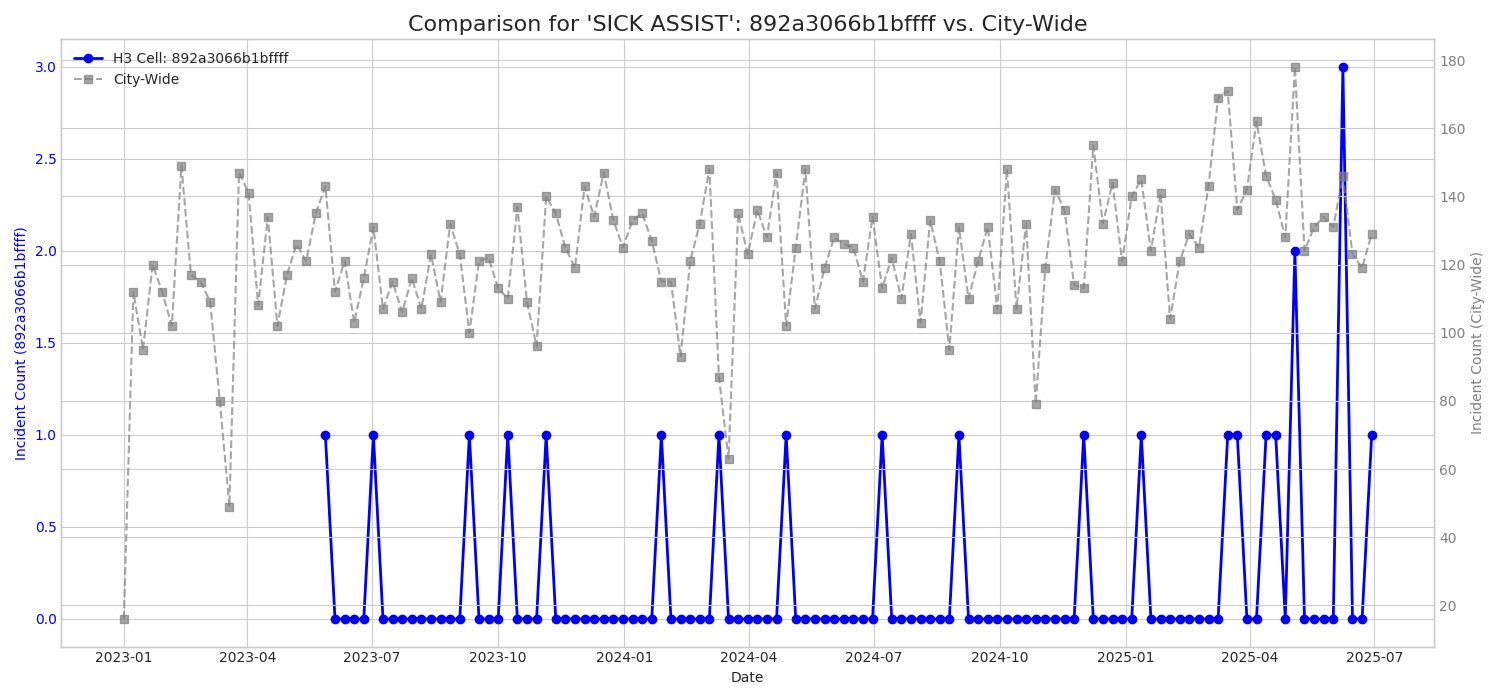 Comparison for 'SICK ASSIST': 892a3066b1bffff vs. City-Wide
H3 Cell: 892a3066b1bffff
City-Wide
Incident Count (892a3066b1bffff)
3.0
2.5
2.0
1.5
1.0
0.5
0.0
180
160
140
120
100
80
60
40
20
Incident Count (City-Wide)
2023-01 2023-04 2023-07 2023-10 2024-01 2024-04 2024-07 2024-10 2025-01 2025-04 2025-07
Date